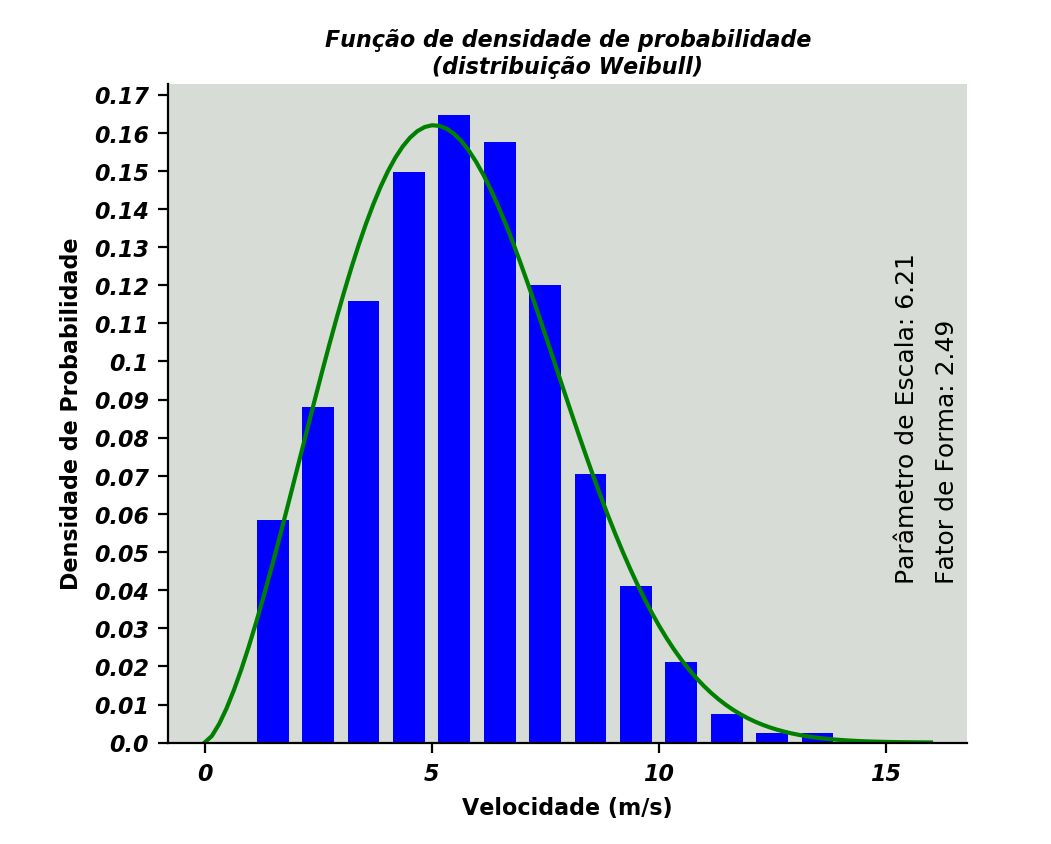 Função de densidade de probabilidade
(distribuição Weibull)
0.17
0.16
0.15
0.14
0.13
0.12
0.11
0.1
0.09
0.08
0.07
0.06
0.05
0.04
0.03
0.02
0.01
0.0
Densidade de Probabilidade
Parâmetro de Escala: 6.21
Fator de Forma: 2.49
0 5 10 15
Velocidade (m/s)